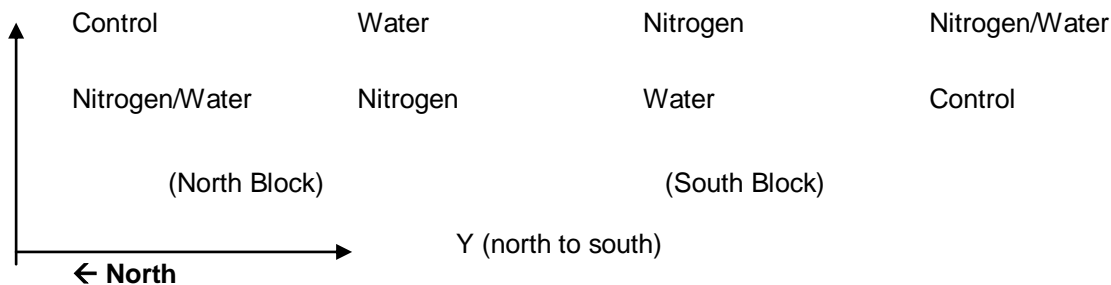 Control Water Nitrogen Nitrogen/Water
Nitrogen/Water Nitrogen Water Control
(North Block) (South Block)
Y (north to south)
← North